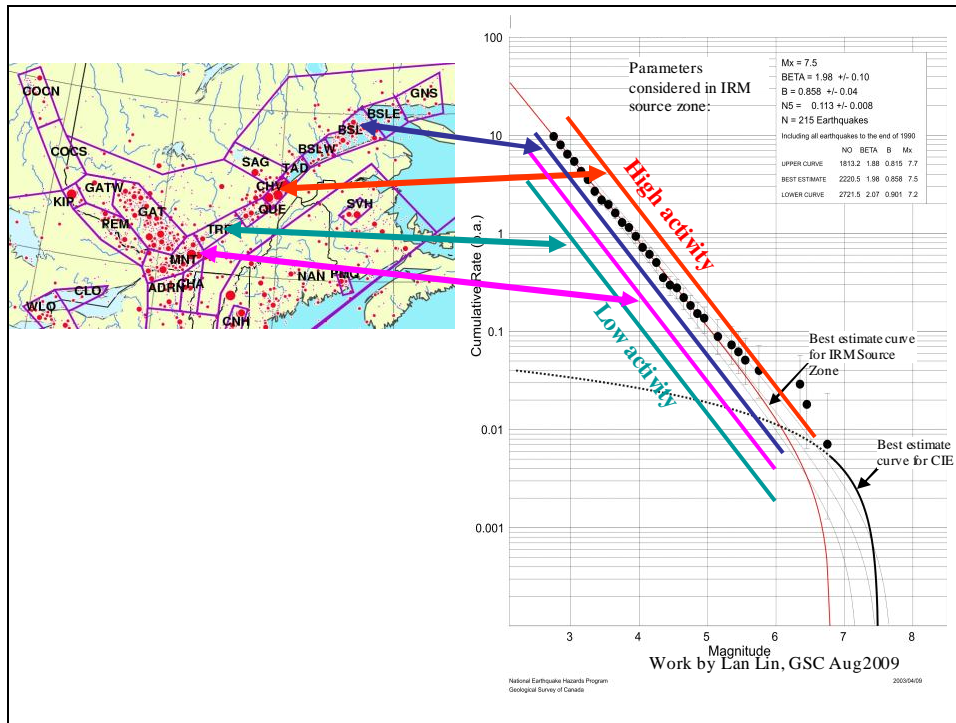 COCN
COCS
KIP
GATW
GAT
PEM
WLO
CLO
ADRN
CHA
MNT
TRR
SAG
CHV
QUE
TAD
BSLW
BSL
BSLE
GNS
SVH
NAN
CNH
Cumulative Rate (p.a.)
100
10
1
0.1
0.01
0.001
Parameters
considered in IRM
source zone:
Mx = 7.5
BETA = 1.98 +/- 0.10
B = 0.858 +/- 0.04
N5 = 0.113 +/- 0.008
N = 215 Earthquakes
Including all earthquakes to the end of 1990
NO BETA B Mx
UPPER CURVE 1813.2 1.88 0.815 7.7
BEST ESTIMATE 2220.5 1.98 0.858 7.5
LOWER CURVE 2721.5 2.07 0.901 7.2
High activity
Low activity
Best estimate curve
for IRM Source
Zone
Best estimate
curve for CIE
3 4 5 6 7 8
Magnitude
Work by Lan Lin, GSC Aug2009
National Earthquake Hazards Program
Geological Survey of Canada
2003/04/09